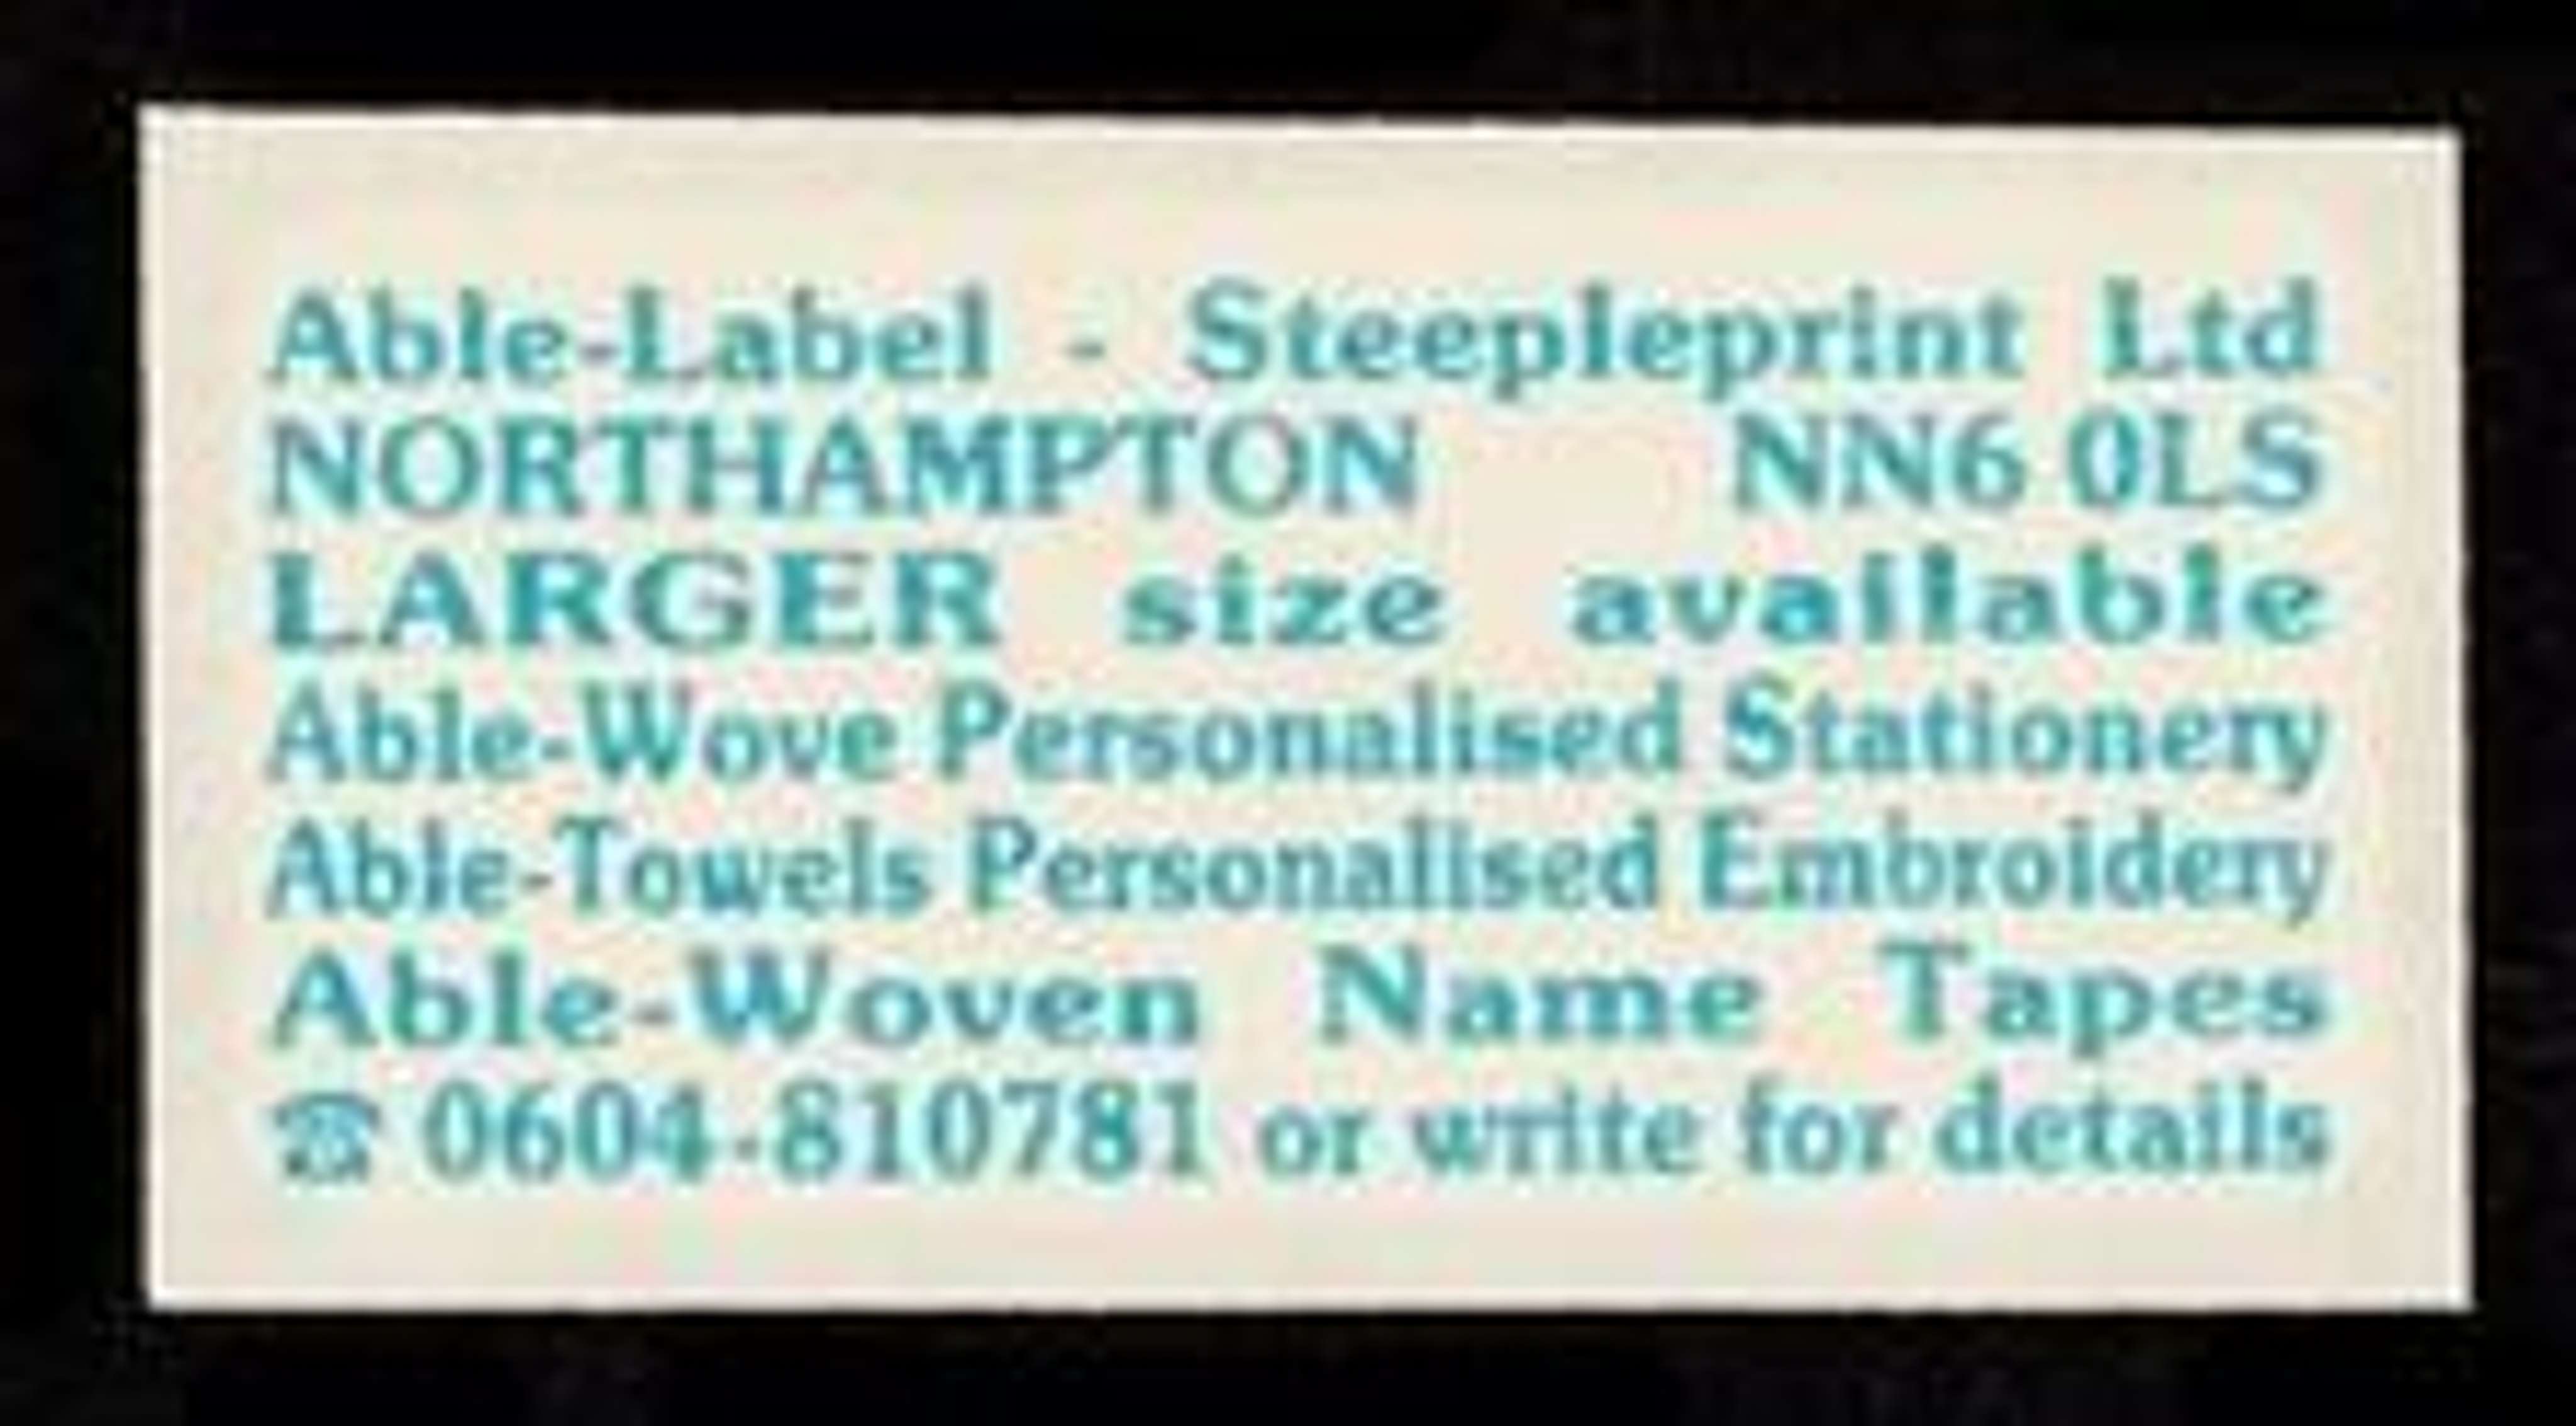 Able-Label - Steepleprint Ltd
NORTHAMPTON NN6 0LS
LARGER size available
Able-Wove Personalised Stationery
Able-Towels Personalised Embroidery
Able-Woven Name Tapes
☎ 0604-810781 or write for details